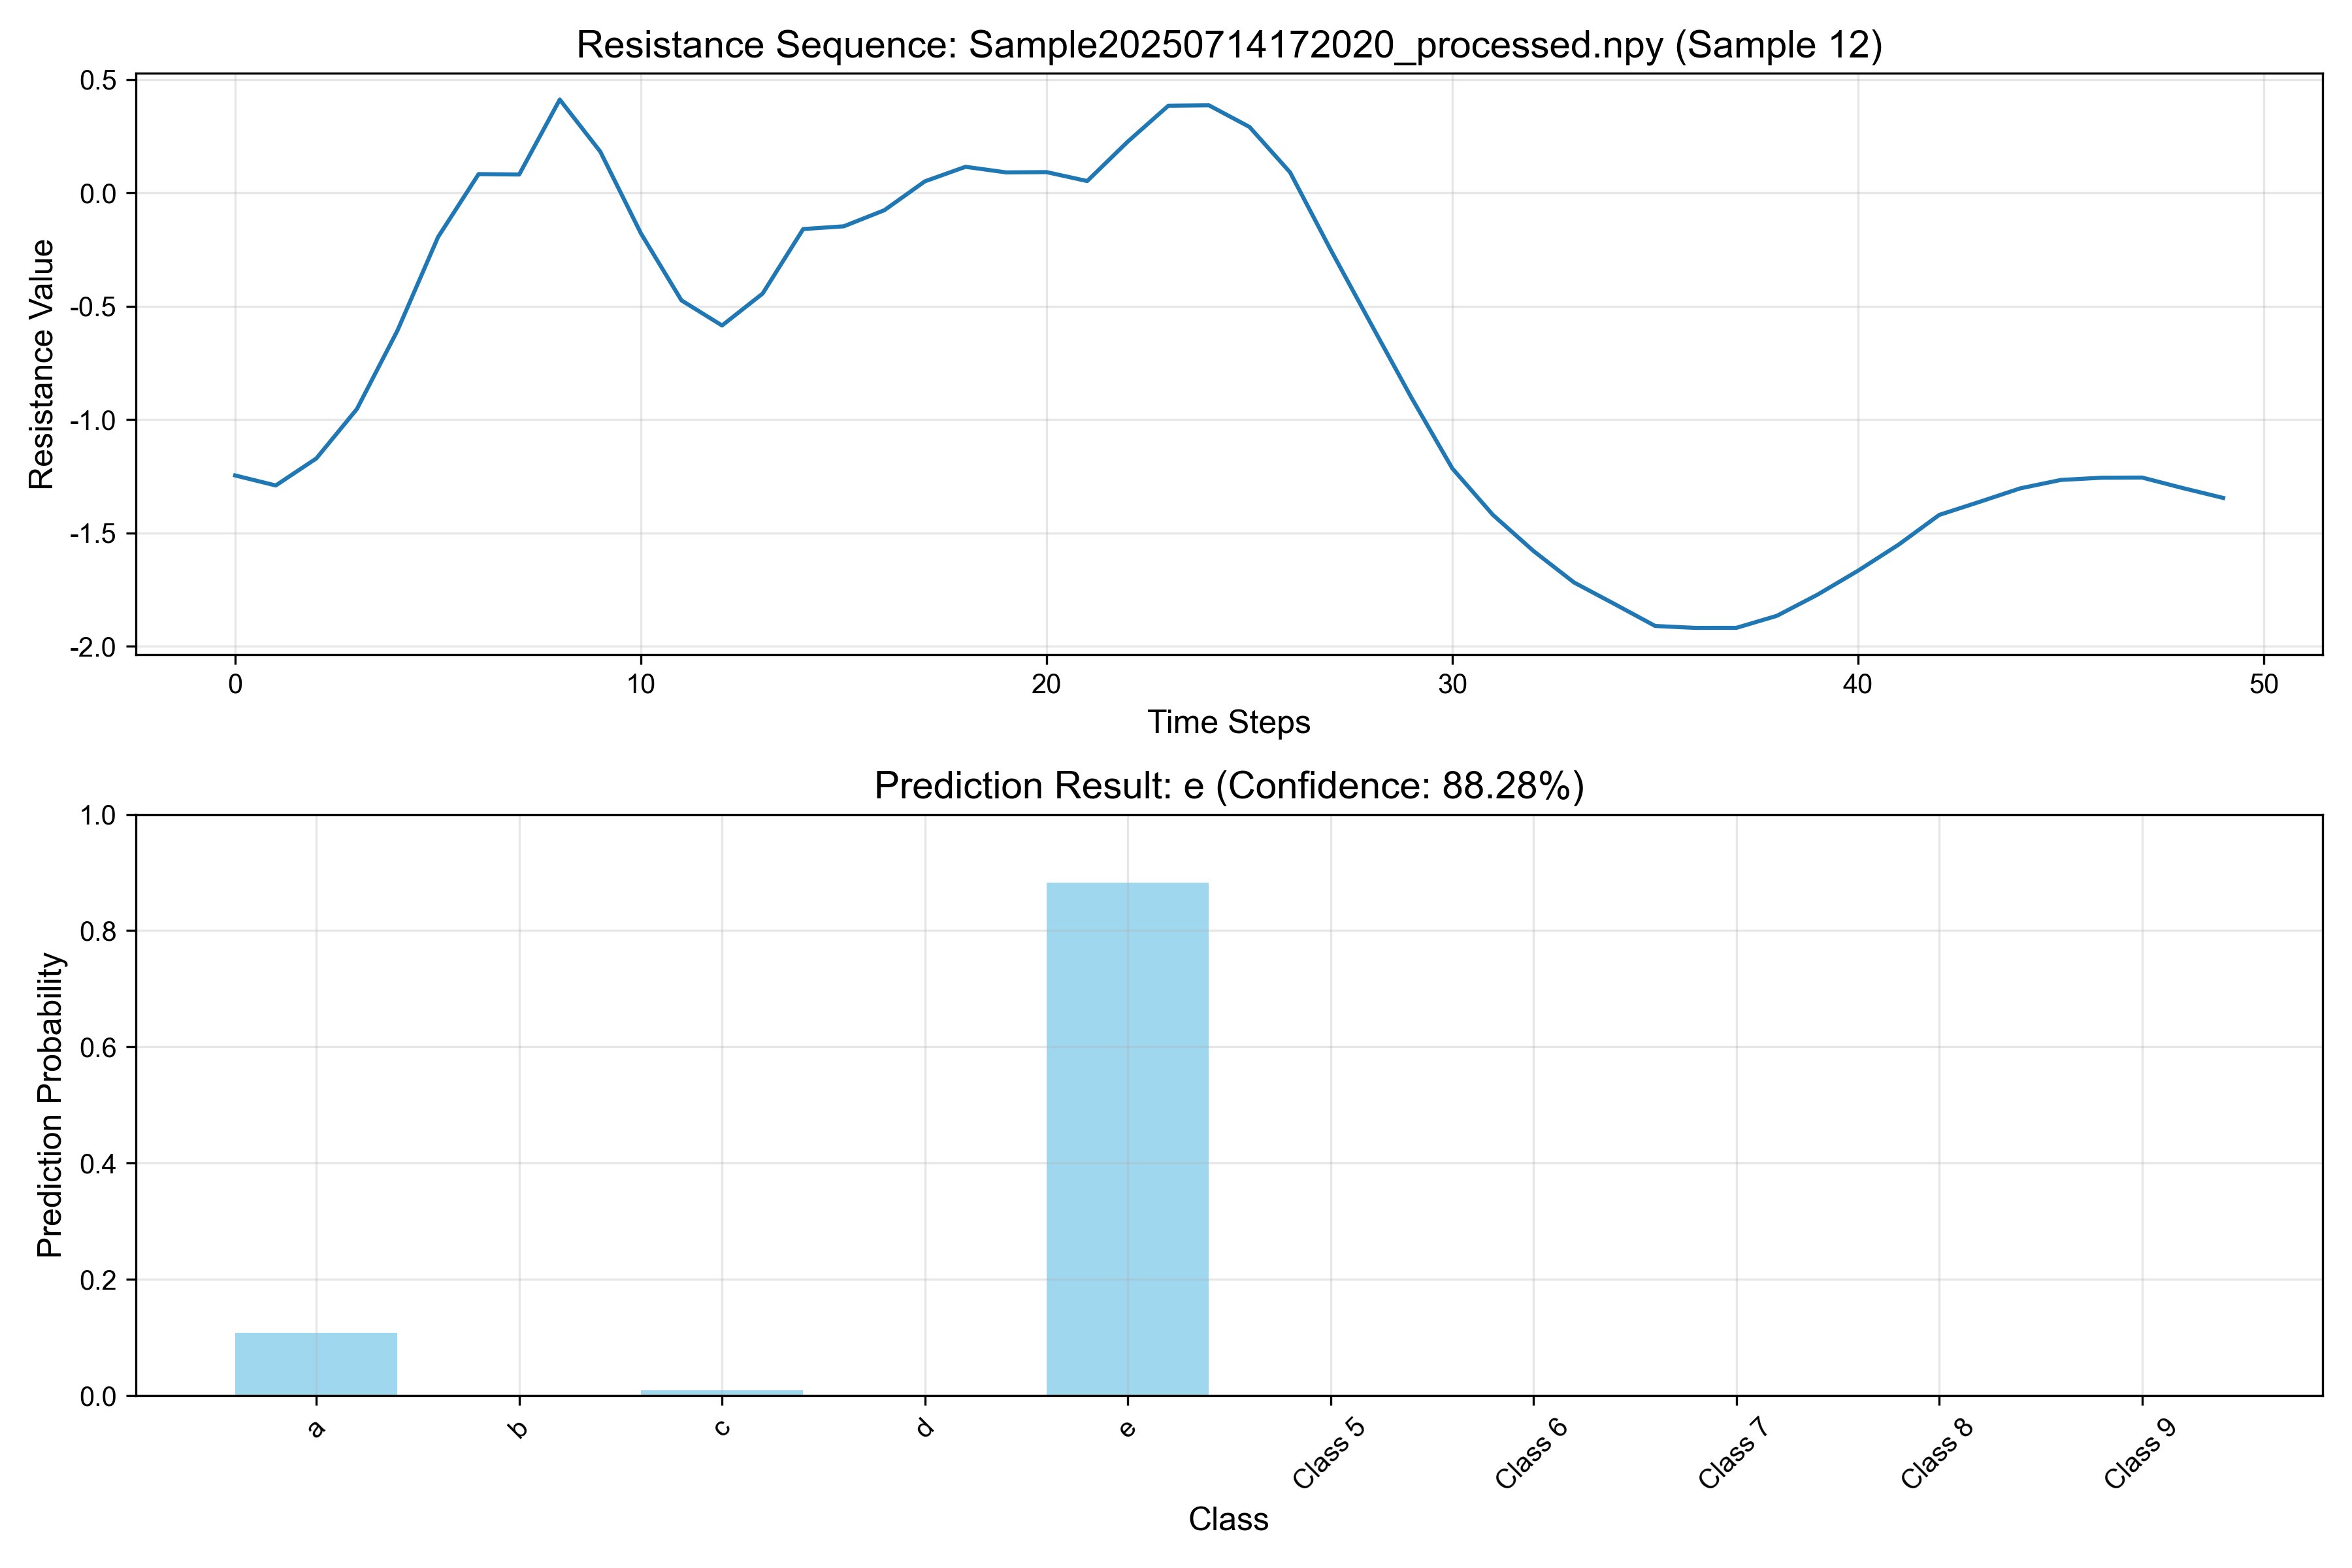 Resistance Sequence: Sample20250714172020_processed.npy (Sample 12)
Resistance Value
0.5
0.0
-0.5
-1.0
-1.5
-2.0
0 10 20 30 40 50
Time Steps
Prediction Result: e (Confidence: 88.28%)
Prediction Probability
1.0
0.8
0.6
0.4
0.2
0.0
a b c d e Class 5 Class 6 Class 7 Class 8 Class 9
Class